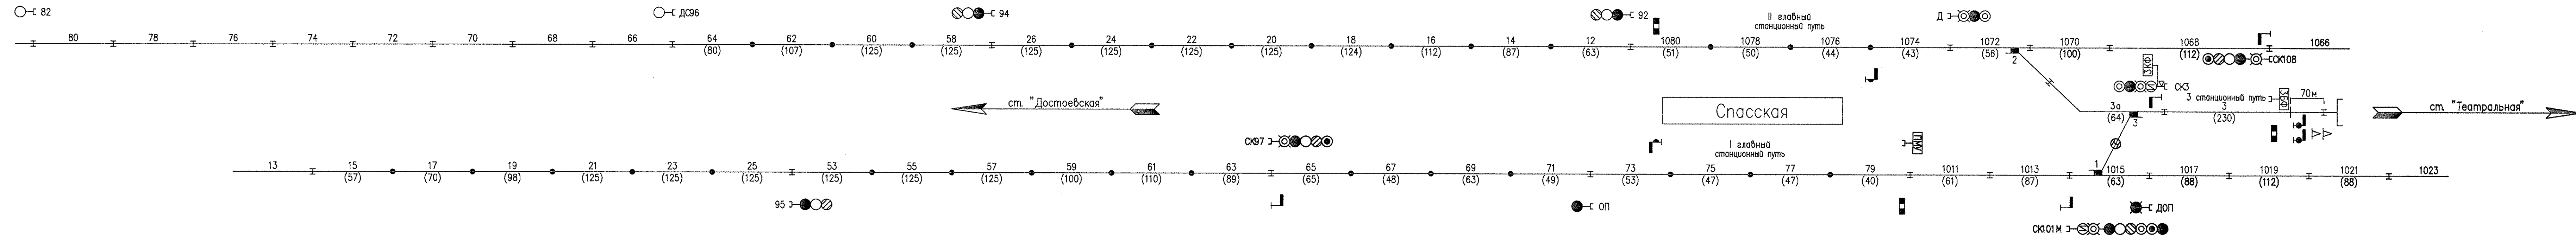 82
ДС96
94
92
II главный
станционный путь
Д
80 78 76 74 72 70 68 66 64 62 60 58 26 24 22 20 18 16 14 12 1080 1078 1076 1074 1072 1070 1068 1066
(80) (107) (125) (125) (125) (125) (125) (125) (124) (112) (87) (63) (51) (50) (44) (43) (56) (100) (112)
2
СК108
3КФ
СК3
3 станционный путь
3БФ
70м
ст. "Достоевская"
Спасская
ст. "Театральная"
3а 3
(64) (230)
3
СК97
I главный
станционный путь
13 15 17 19 21 23 25 53 55 57 59 61 63 65 67 69 71 73 75 77 79 1011 1013 1 1015 1017 1019 1021 1023
(57) (70) (98) (125) (125) (125) (125) (125) (125) (100) (110) (89) (65) (48) (63) (49) (53) (47) (47) (40) (61) (87) (63) (88) (112) (88)
95
ОП
ДОП
СК101М